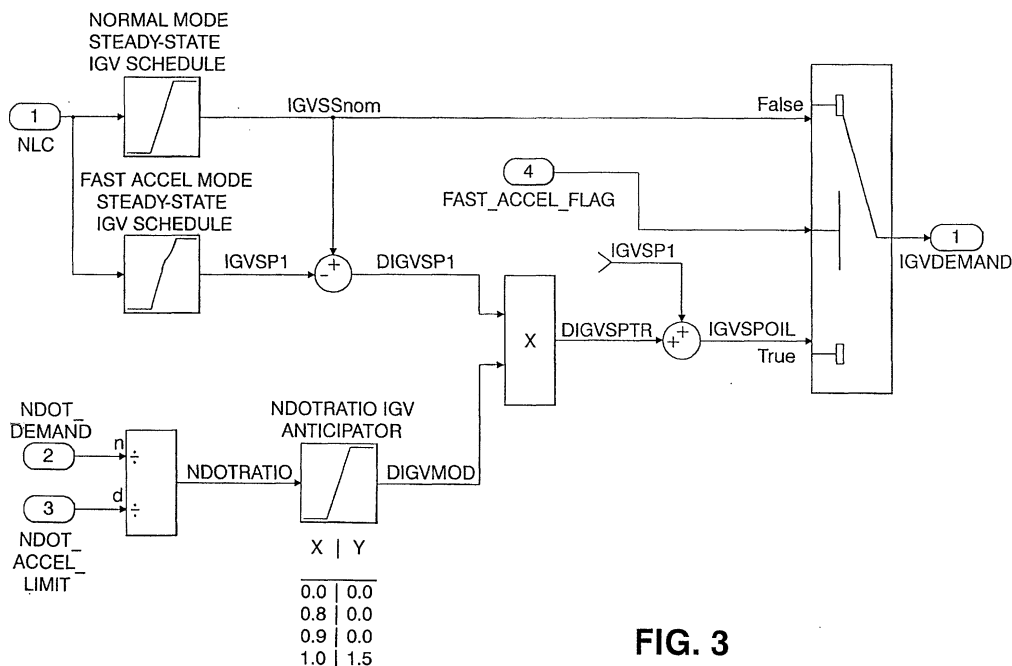 NORMAL MODE
STEADY-STATE
IGV SCHEDULE
1
NLC
IGVSSnom
False
FAST ACCEL MODE
STEADY-STATE
IGV SCHEDULE
4
FAST_ACCEL_FLAG
1
IGVDEMAND
IGVSP1
- +
DIGVSP1
IGVSP1
X
DIGVSPTR
+ +
IGVSPOIL
True
NDOT_
DEMAND
2
n
÷
3
d
÷
NDOT_
ACCEL_
LIMIT
NDOTRATIO
NDOTRATIO IGV
ANTICIPATOR
DIGVMOD
X | Y
0.0 | 0.0
0.8 | 0.0
0.9 | 0.0
1.0 | 1.5
FIG. 3